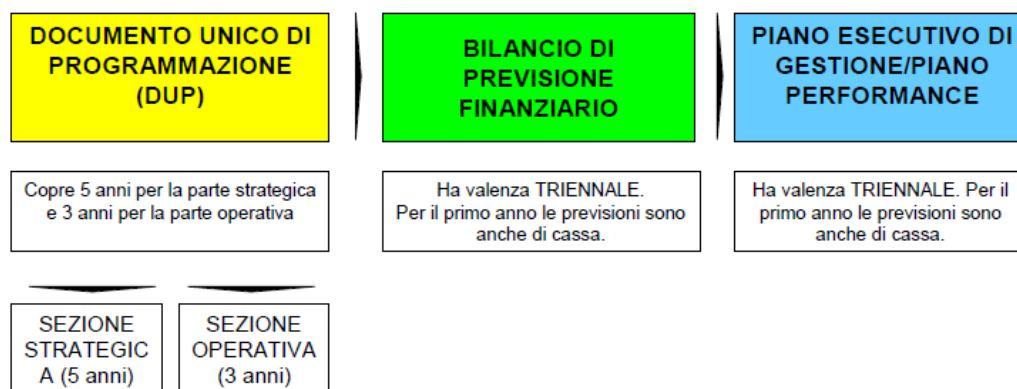 DOCUMENTO UNICO DI
PROGRAMMAZIONE
(DUP)
BILANCIO DI
PREVISIONE
FINANZIARIO
PIANO ESECUTIVO DI
GESTIONE/PIANO
PERFORMANCE
Copre 5 anni per la parte strategica
e 3 anni per la parte operativa
Ha valenza TRIENNALE.
Per il primo anno le previsioni sono
anche di cassa.
Ha valenza TRIENNALE. Per il
primo anno le previsioni sono
anche di cassa.
SEZIONE
STRATEGIC
A (5 anni)
SEZIONE
OPERATIVA
(3 anni)